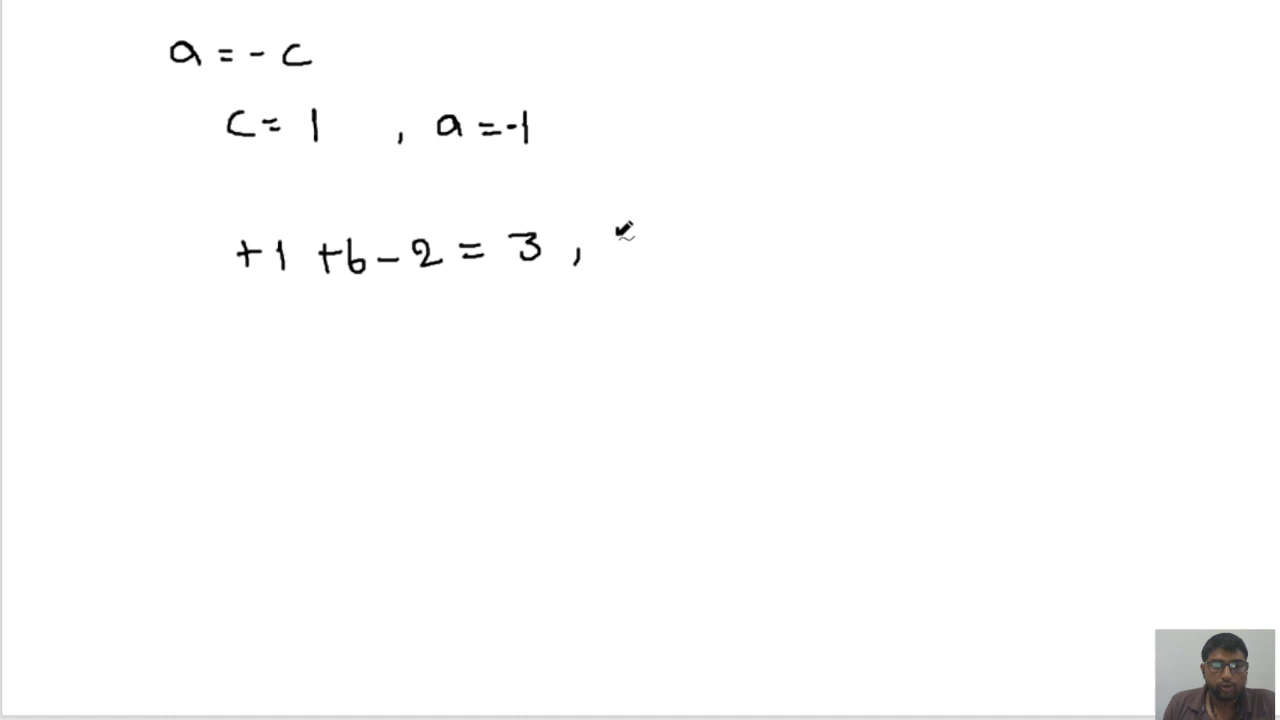 a = - c
c = 1 , a = -1
+1 +b - 2 = 3 ,